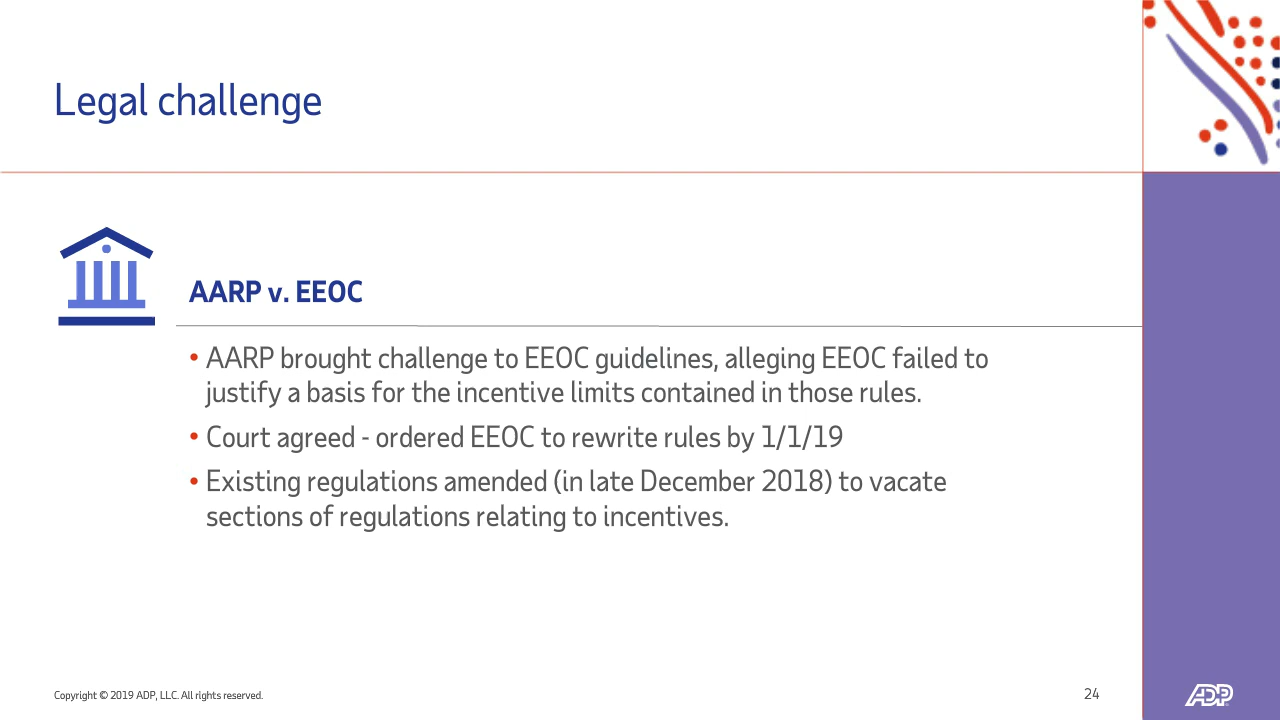 Legal challenge
AARP v. EEOC
• AARP brought challenge to EEOC guidelines, alleging EEOC failed to
justify a basis for the incentive limits contained in those rules.
• Court agreed - ordered EEOC to rewrite rules by 1/1/19
• Existing regulations amended (in late December 2018) to vacate
sections of regulations relating to incentives.
Copyright © 2019 ADP, LLC. All rights reserved.
24
ADP